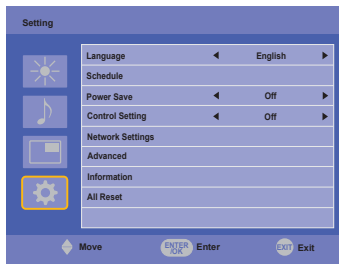 Setting
Language English
Schedule
Power Save Off
Control Setting Off
Network Settings
Advanced
Information
All Reset
Move ENTER /OK Enter EXIT Exit